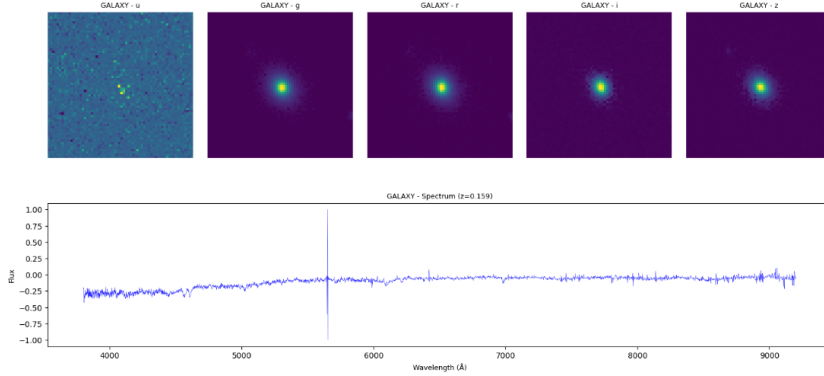 GALAXY - u
GALAXY - g
GALAXY - r
GALAXY - i
GALAXY - z
GALAXY - Spectrum (z=0.159)
1.00
0.75
0.50
0.25
0.00
−0.25
−0.50
−0.75
−1.00
Flux
4000 5000 6000 7000 8000 9000
Wavelength (Å)